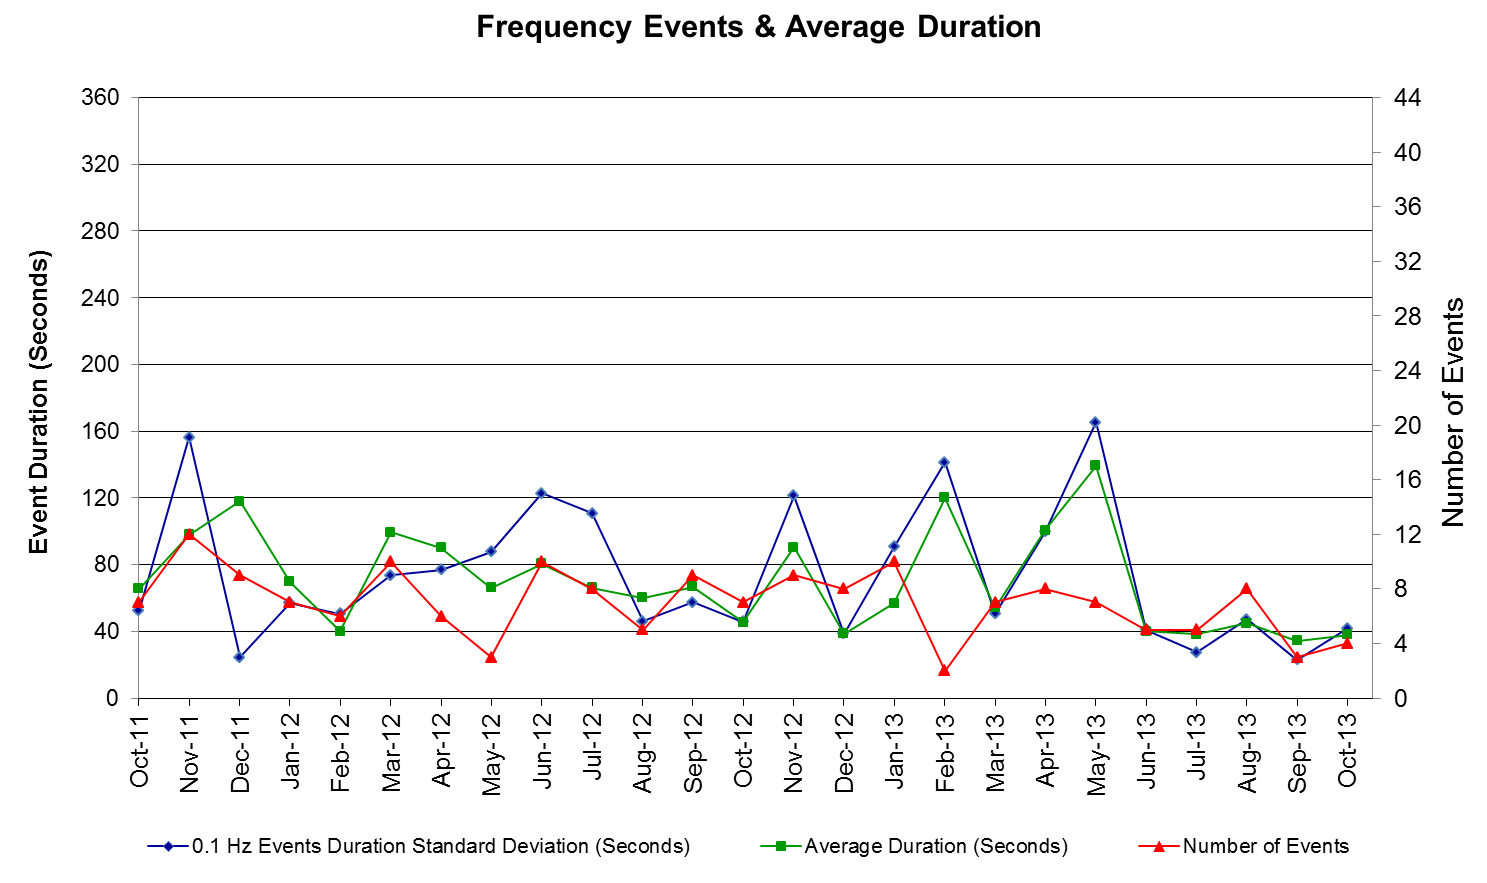 Frequency Events & Average Duration
360
320
280
240
200
160
120
80
40
0
Event Duration (Seconds)
44
40
36
32
28
24
20
16
12
8
4
0
Number of Events
Oct-11
Nov-11
Dec-11
Jan-12
Feb-12
Mar-12
Apr-12
May-12
Jun-12
Jul-12
Aug-12
Sep-12
Oct-12
Nov-12
Dec-12
Jan-13
Feb-13
Mar-13
Apr-13
May-13
Jun-13
Jul-13
Aug-13
Sep-13
Oct-13
0.1 Hz Events Duration Standard Deviation (Seconds)
Average Duration (Seconds)
Number of Events